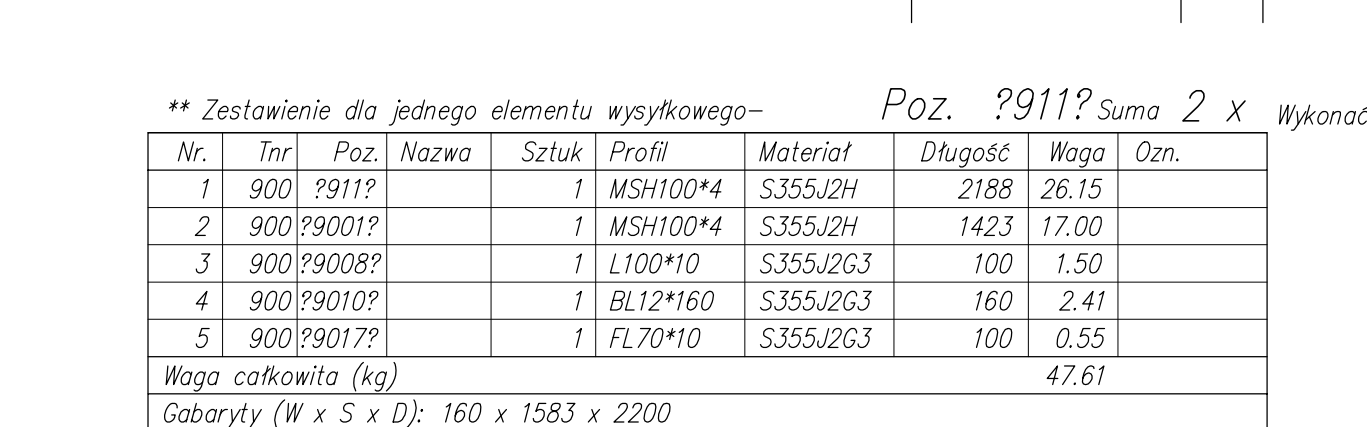 ** Zestawienie dla jednego elementu wysyłkowego– Poz. ?911? Suma 2 x Wykonać
Nr. Tnr Poz. Nazwa Sztuk Profil Materiał Długość Waga Ozn.
1 900 ?911? 1 MSH100*4 S355J2H 2188 26.15
2 900 ?9001? 1 MSH100*4 S355J2H 1423 17.00
3 900 ?9008? 1 L100*10 S355J2G3 100 1.50
4 900 ?9010? 1 BL12*160 S355J2G3 160 2.41
5 900 ?9017? 1 FL70*10 S355J2G3 100 0.55
Waga całkowita (kg) 47.61
Gabaryty (W x S x D): 160 x 1583 x 2200